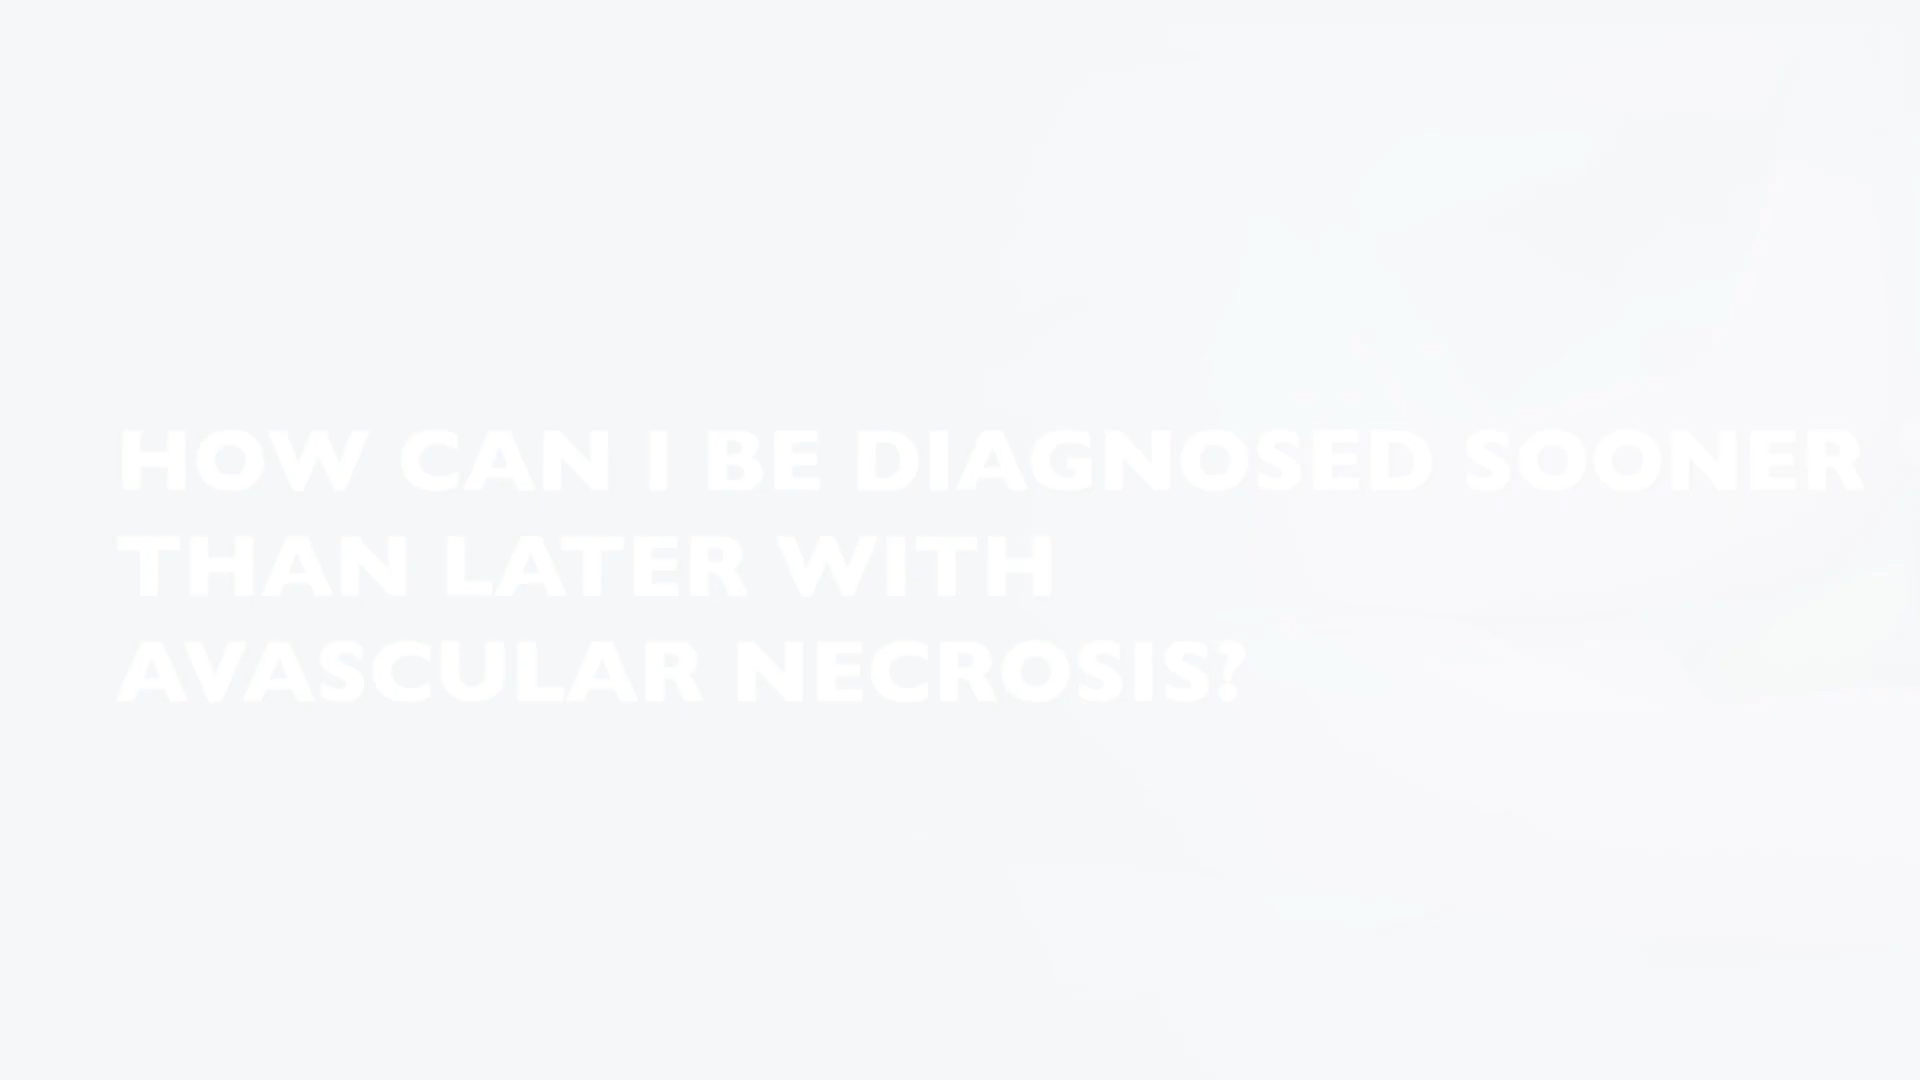 HOW CAN I BE DIAGNOSED SOONER
THAN LATER WITH
AVASCULAR NECROSIS?